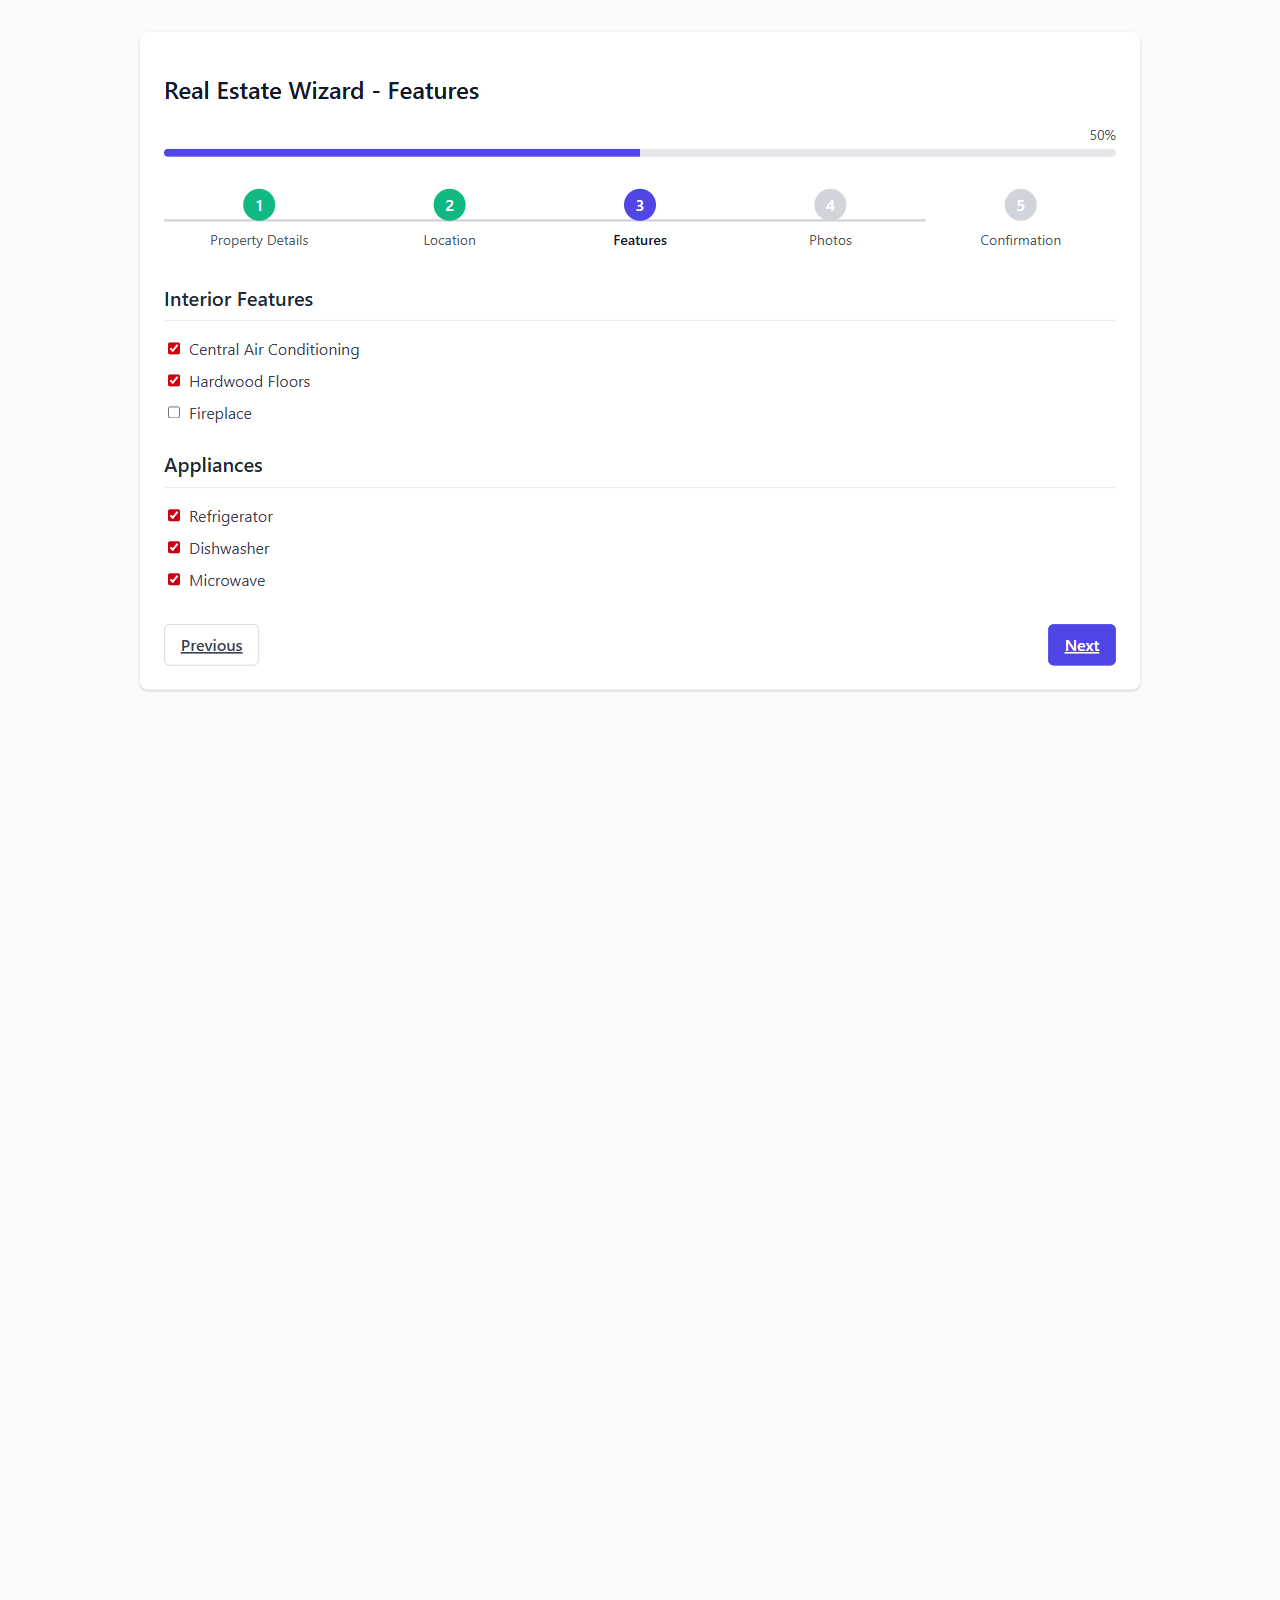 Real Estate Wizard - Features
50%
1 2 3 4 5
Property Details Location Features Photos Confirmation
Interior Features
Central Air Conditioning
Hardwood Floors
Fireplace
Appliances
Refrigerator
Dishwasher
Microwave
Previous Next